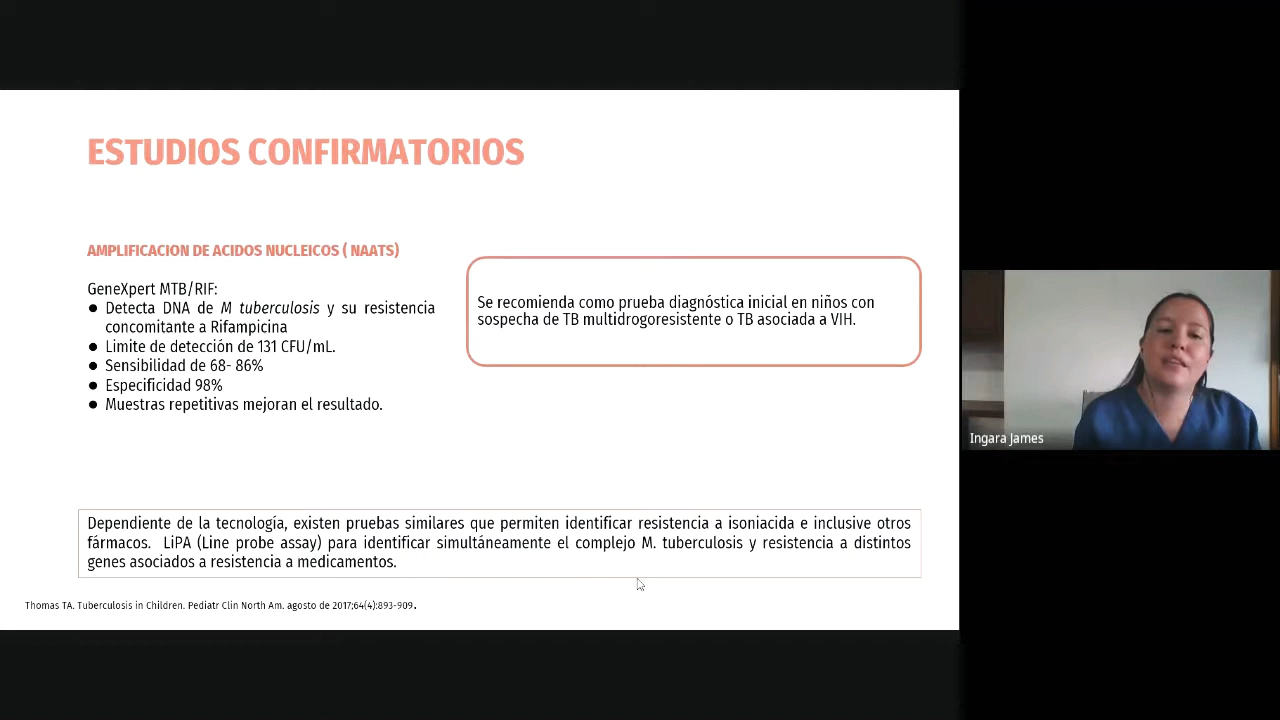 ESTUDIOS CONFIRMATORIOS
AMPLIFICACION DE ACIDOS NUCLEICOS ( NAATS)
GeneXpert MTB/RIF:
● Detecta DNA de M tuberculosis y su resistencia
concomitante a Rifampicina
● Limite de detección de 131 CFU/mL.
● Sensibilidad de 68- 86%
● Especificidad 98%
● Muestras repetitivas mejoran el resultado.
Se recomienda como prueba diagnóstica inicial en niños con
sospecha de TB multidrogoresistente o TB asociada a VIH.
Dependiente de la tecnología, existen pruebas similares que permiten identificar resistencia a isoniacida e inclusive otros
fármacos. LiPA (Line probe assay) para identificar simultáneamente el complejo M. tuberculosis y resistencia a distintos
genes asociados a resistencia a medicamentos.
Thomas TA. Tuberculosis in Children. Pediatr Clin North Am. agosto de 2017;64(4):893-909.
Ingara James